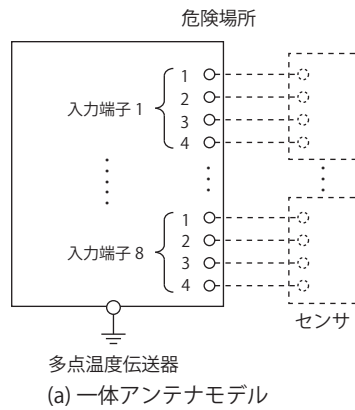 危険場所
1
入力端子 1
2
3
4
1
2
入力端子 8
3
4
センサ
多点温度伝送器
(a) 一体アンテナモデル